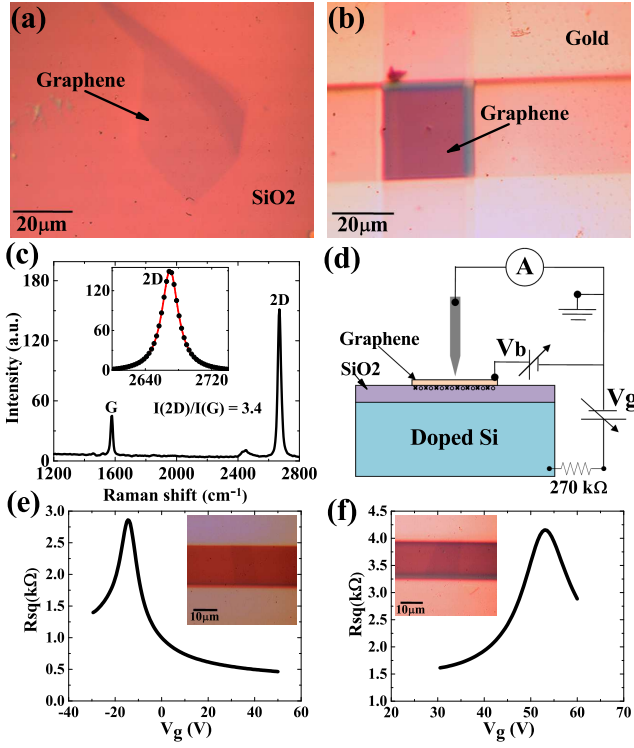 (a)
Graphene
SiO2
20μm
(b)
Gold
Graphene
20μm
(c)
180
120
60
0
Intensity (a.u.)
1200 1600 2000 2400 2800
Raman shift (cm⁻¹)
G
2D
I(2D)/I(G) = 3.4
2D
120
60
0
2640 2720
(d)
A
Graphene
SiO2
Vb
Vg
Doped Si
270 kΩ
(e)
3.0
2.5
2.0
1.5
1.0
0.5
0.0
Rsq(kΩ)
-40 -20 0 20 40 60
Vg (V)
10μm
(f)
4.5
4.0
3.5
3.0
2.5
2.0
1.5
1.0
Rsq(kΩ)
20 30 40 50 60 70
Vg (V)
10μm